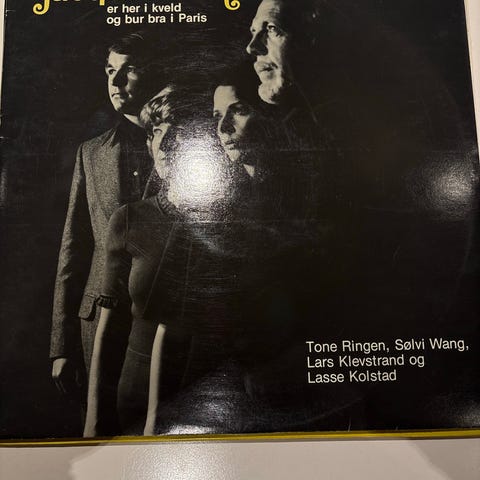 er her i kveld
og bur bra i Paris
Tone Ringen, Sølvi Wang,
Lars Klevstrand og
Lasse Kolstad